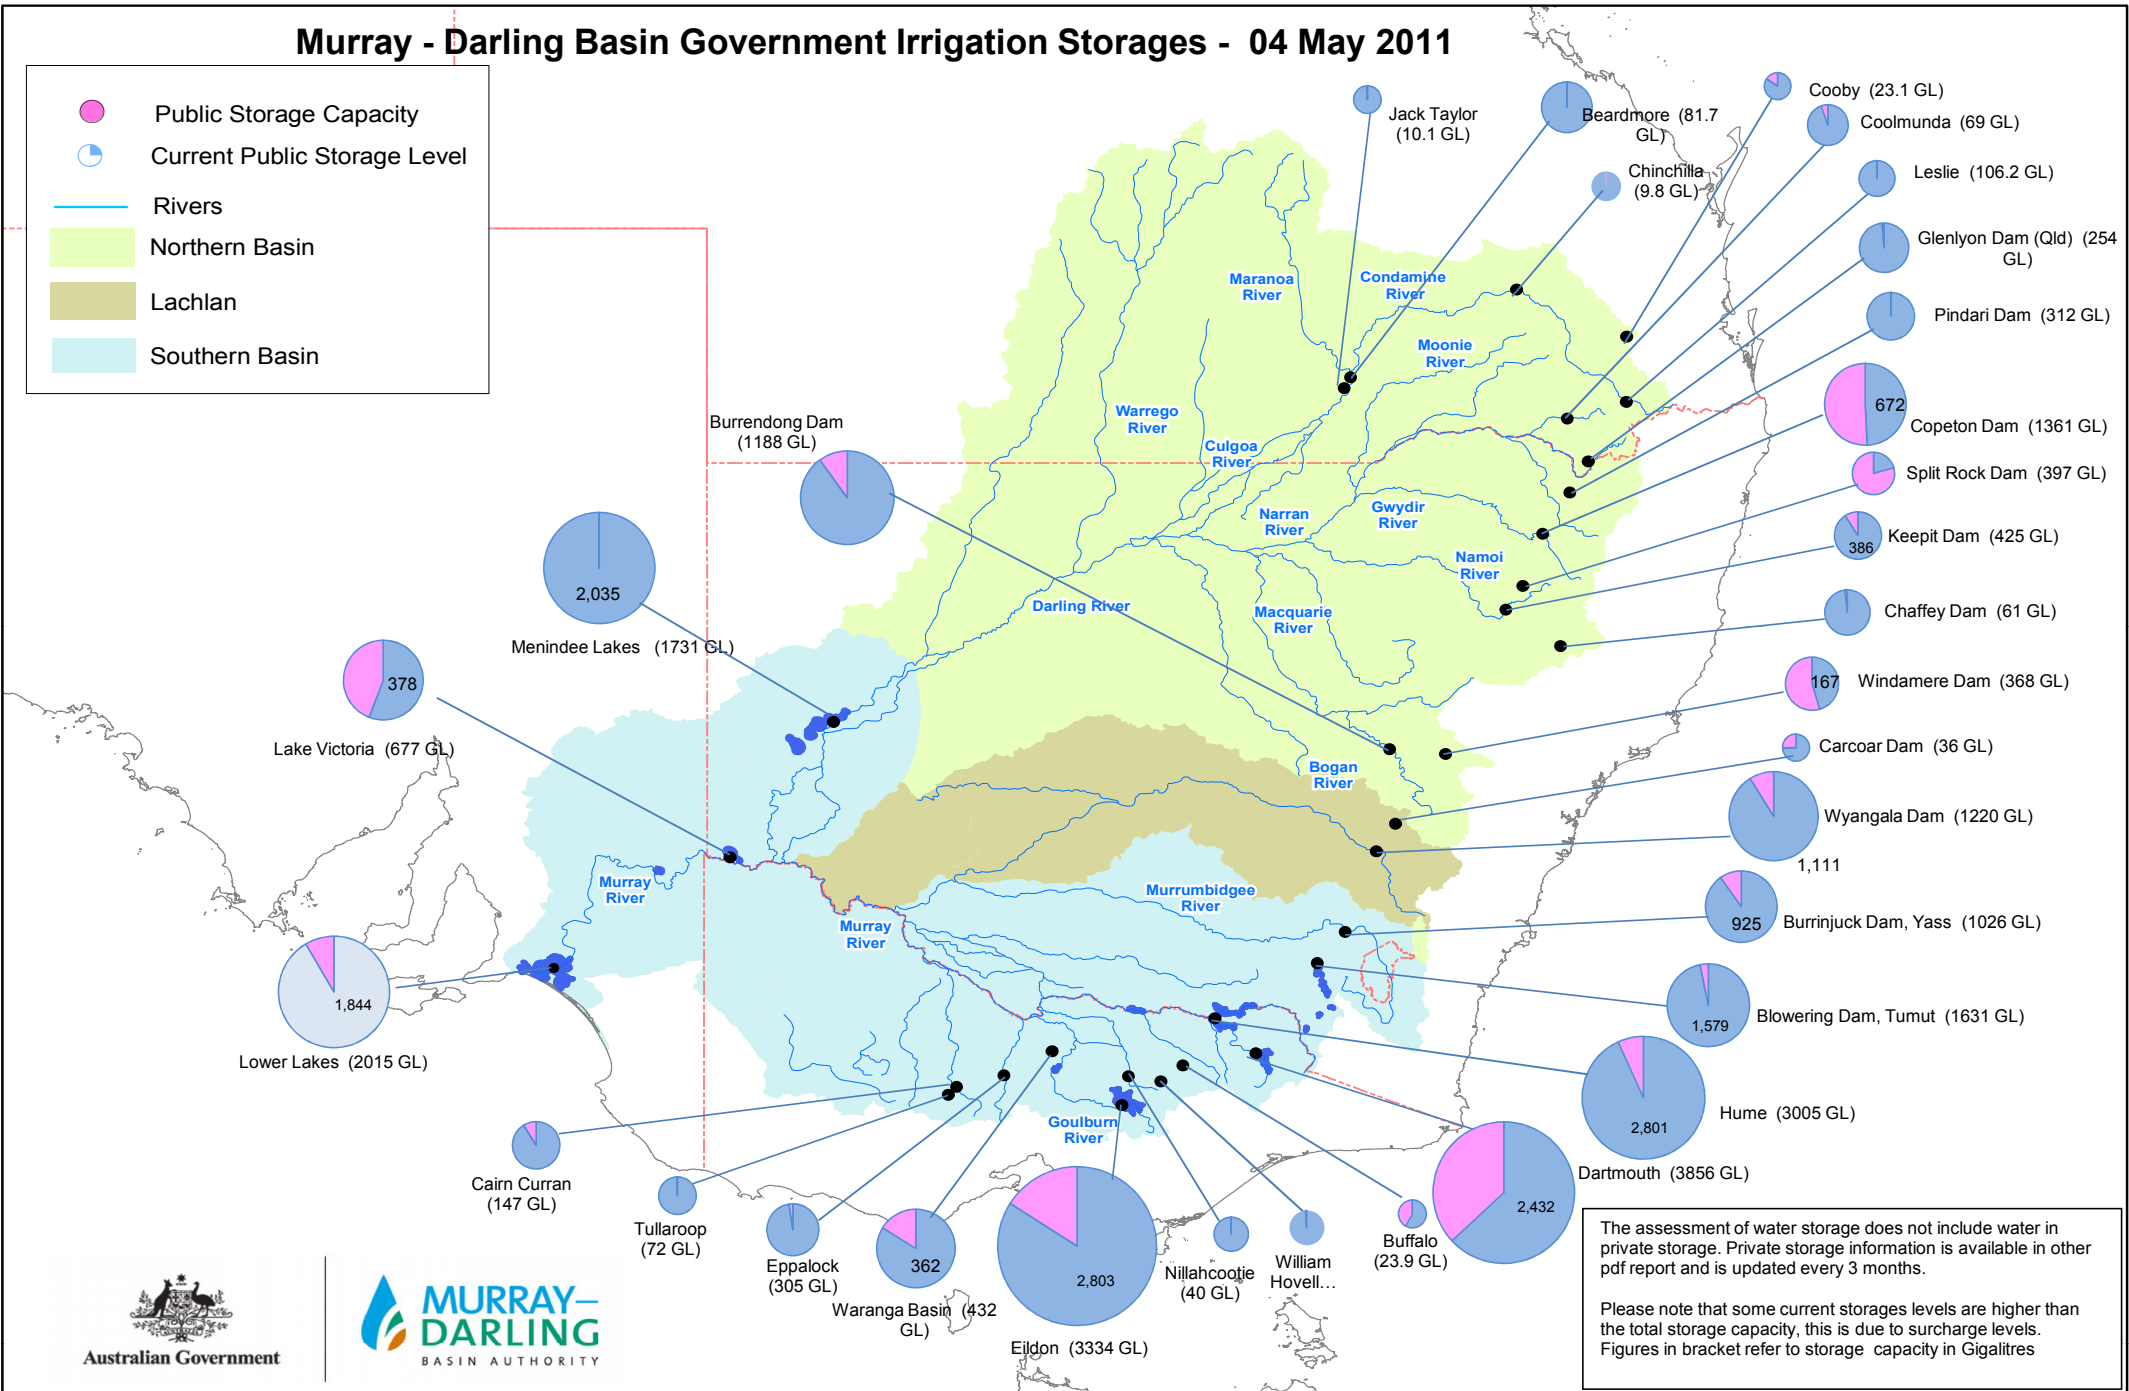 Murray - Darling Basin Government Irrigation Storages - 04 May 2011
Public Storage Capacity
Current Public Storage Level
Rivers
Northern Basin
Lachlan
Southern Basin
Jack Taylor
(10.1 GL)
Beardmore (81.7
GL)
Chinchilla
(9.8 GL)
Cooby (23.1 GL)
Coolmunda (69 GL)
Leslie (106.2 GL)
Glenlyon Dam (Qld) (254
GL)
Pindari Dam (312 GL)
672
Copeton Dam (1361 GL)
Split Rock Dam (397 GL)
386
Keepit Dam (425 GL)
Chaffey Dam (61 GL)
167
Windamere Dam (368 GL)
Carcoar Dam (36 GL)
Wyangala Dam (1220 GL)
1,111
925
Burrinjuck Dam, Yass (1026 GL)
1,579
Blowering Dam, Tumut (1631 GL)
2,801
Hume (3005 GL)
Dartmouth (3856 GL)
2,432
Burrendong Dam
(1188 GL)
2,035
Menindee Lakes (1731 GL)
378
Lake Victoria (677 GL)
1,844
Lower Lakes (2015 GL)
Maranoa
River
Condamine
River
Moonie
River
Warrego
River
Culgoa
River
Narran
River
Gwydir
River
Namoi
River
Darling River
Macquarie
River
Bogan
River
Murray
River
Murray
River
Murrumbidgee
River
Goulburn
River
Cairn Curran
(147 GL)
Tullaroop
(72 GL)
Eppalock
(305 GL)
362
Waranga Basin (432
GL)
2,803
Eildon (3334 GL)
Nillahcootie
(40 GL)
William
Hovell...
Buffalo
(23.9 GL)
The assessment of water storage does not include water in
private storage. Private storage information is available in other
pdf report and is updated every 3 months.
Please note that some current storages levels are higher than
the total storage capacity, this is due to surcharge levels.
Figures in bracket refer to storage capacity in Gigalitres
Australian Government
MURRAY–
DARLING
BASIN AUTHORITY